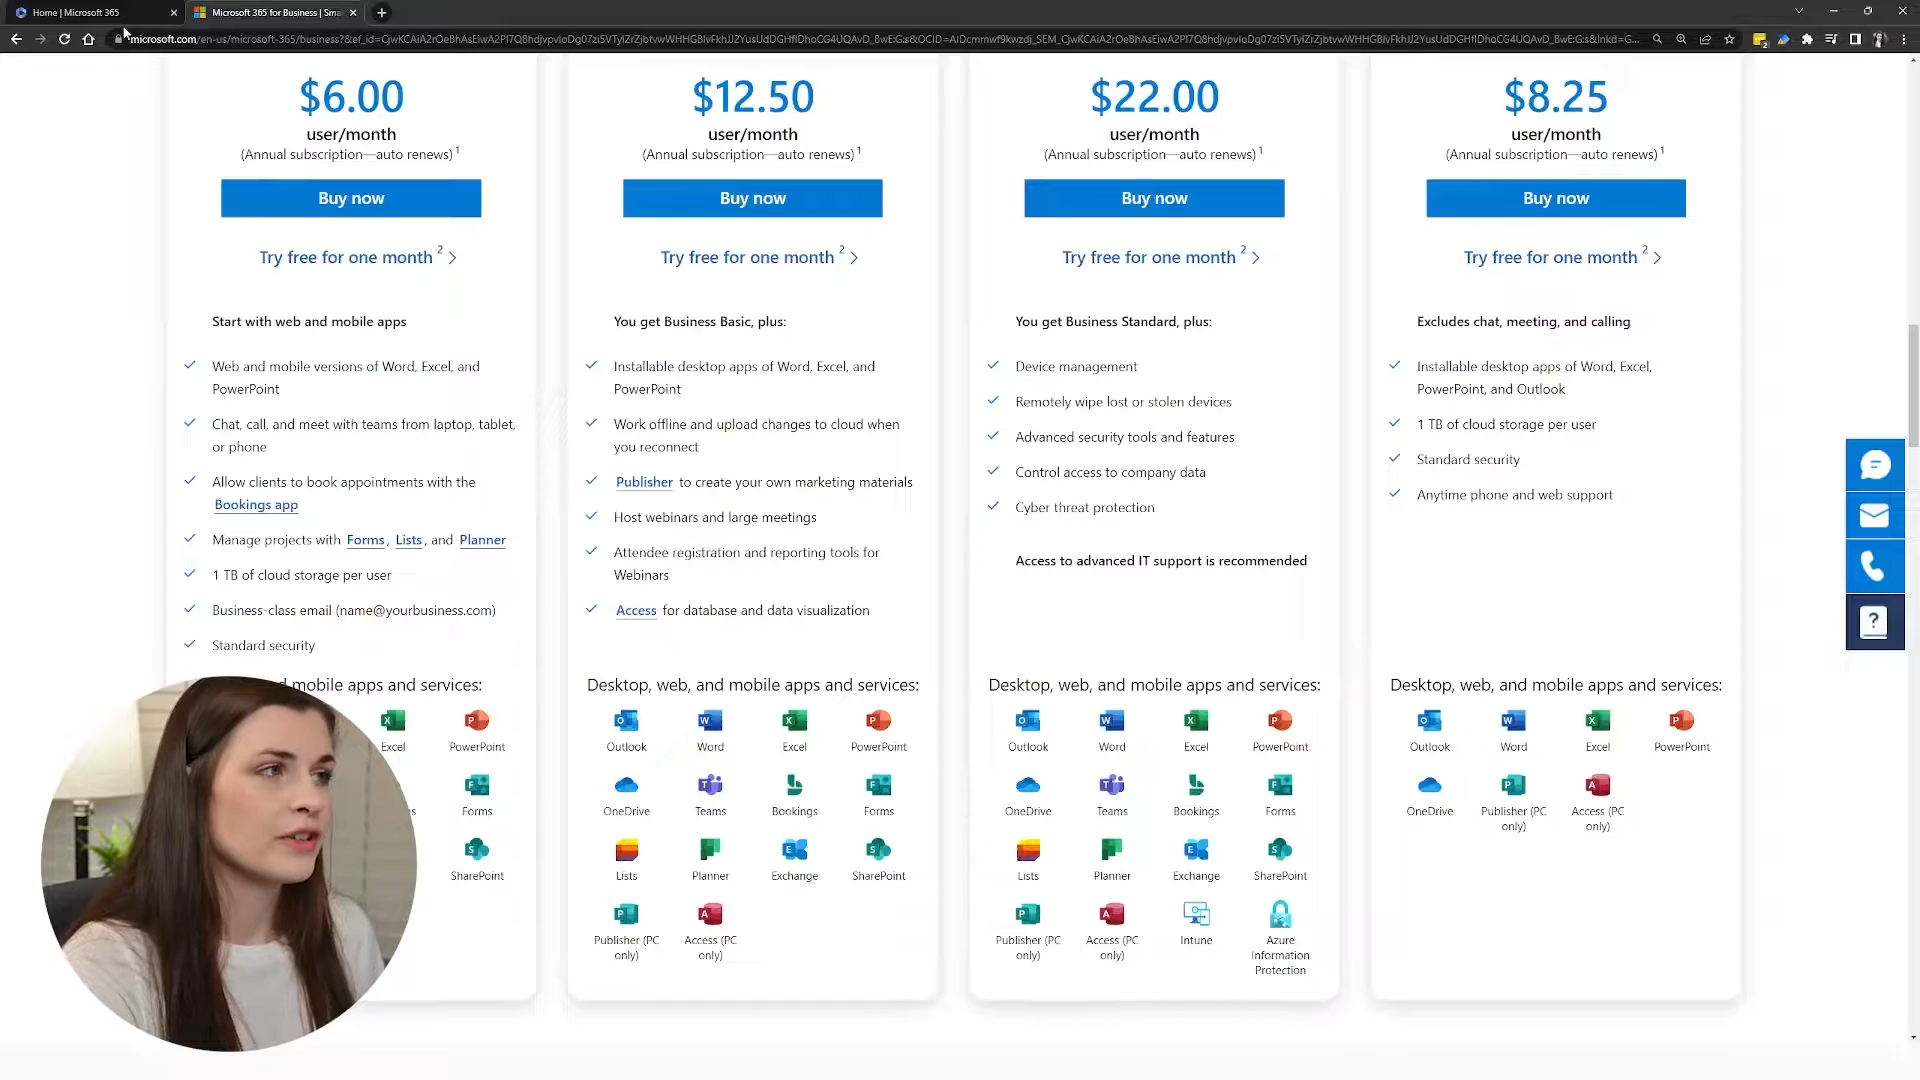 Home | Microsoft 365
Microsoft 365 for Business | Sma
$6.00
user/month
(Annual subscription—auto renews) 1
Buy now
Try free for one month 2
Start with web and mobile apps
Web and mobile versions of Word, Excel, and
PowerPoint
Chat, call, and meet with teams from laptop, tablet,
or phone
Allow clients to book appointments with the
Bookings app
Manage projects with Forms, Lists, and Planner
1 TB of cloud storage per user
Business-class email (name@yourbusiness.com)
Standard security
mobile apps and services:
Excel
PowerPoint
Forms
SharePoint
$12.50
user/month
(Annual subscription—auto renews) 1
Buy now
Try free for one month 2
You get Business Basic, plus:
Installable desktop apps of Word, Excel, and
PowerPoint
Work offline and upload changes to cloud when
you reconnect
Publisher to create your own marketing materials
Host webinars and large meetings
Attendee registration and reporting tools for
Webinars
Access for database and data visualization
Desktop, web, and mobile apps and services:
Outlook
Word
Excel
PowerPoint
OneDrive
Teams
Bookings
Forms
Lists
Planner
Exchange
SharePoint
Publisher (PC
only)
Access (PC
only)
$22.00
user/month
(Annual subscription—auto renews) 1
Buy now
Try free for one month 2
You get Business Standard, plus:
Device management
Remotely wipe lost or stolen devices
Advanced security tools and features
Control access to company data
Cyber threat protection
Access to advanced IT support is recommended
Desktop, web, and mobile apps and services:
Outlook
Word
Excel
PowerPoint
OneDrive
Teams
Bookings
Forms
Lists
Planner
Exchange
SharePoint
Publisher (PC
only)
Access (PC
only)
Intune
Azure
Information
Protection
$8.25
user/month
(Annual subscription—auto renews) 1
Buy now
Try free for one month 2
Excludes chat, meeting, and calling
Installable desktop apps of Word, Excel,
PowerPoint, and Outlook
1 TB of cloud storage per user
Standard security
Anytime phone and web support
Desktop, web, and mobile apps and services:
Outlook
Word
Excel
PowerPoint
OneDrive
Publisher (PC
only)
Access (PC
only)